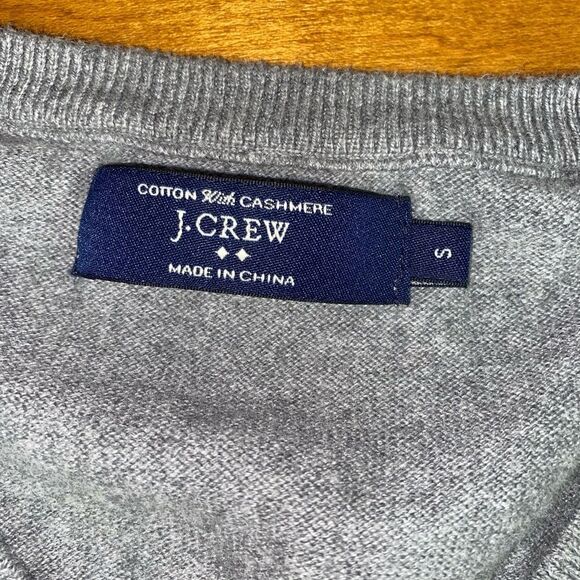 COTTON With CASHMERE
J.CREW
MADE IN CHINA
S